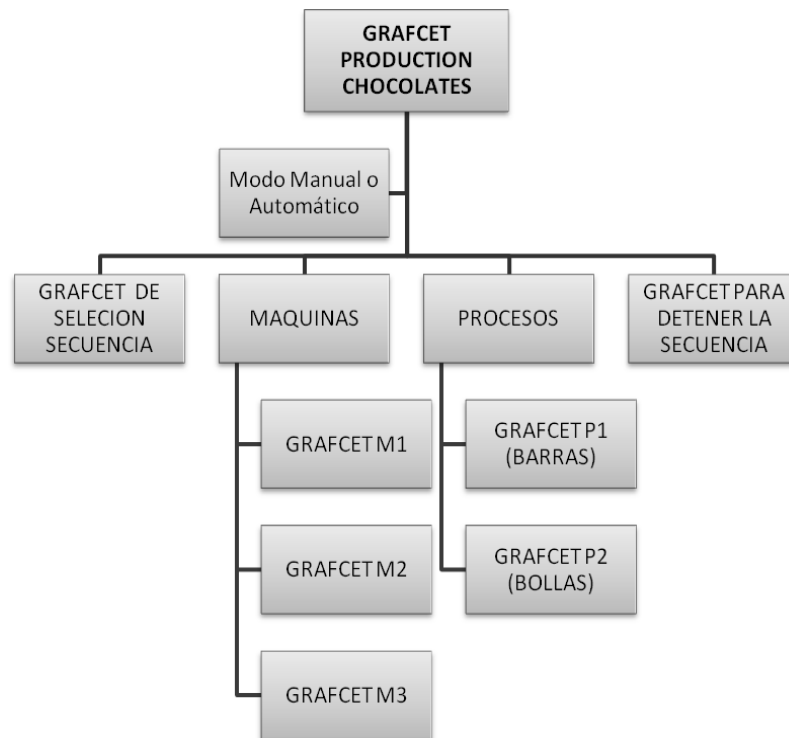 GRAFCET
PRODUCTION
CHOCOLATES
Modo Manual o
Automático
GRAFCET DE
SELECION
SECUENCIA
MAQUINAS
PROCESOS
GRAFCET PARA
DETENER LA
SECUENCIA
GRAFCET M1
GRAFCET M2
GRAFCET M3
GRAFCET P1
(BARRAS)
GRAFCET P2
(BOLLAS)